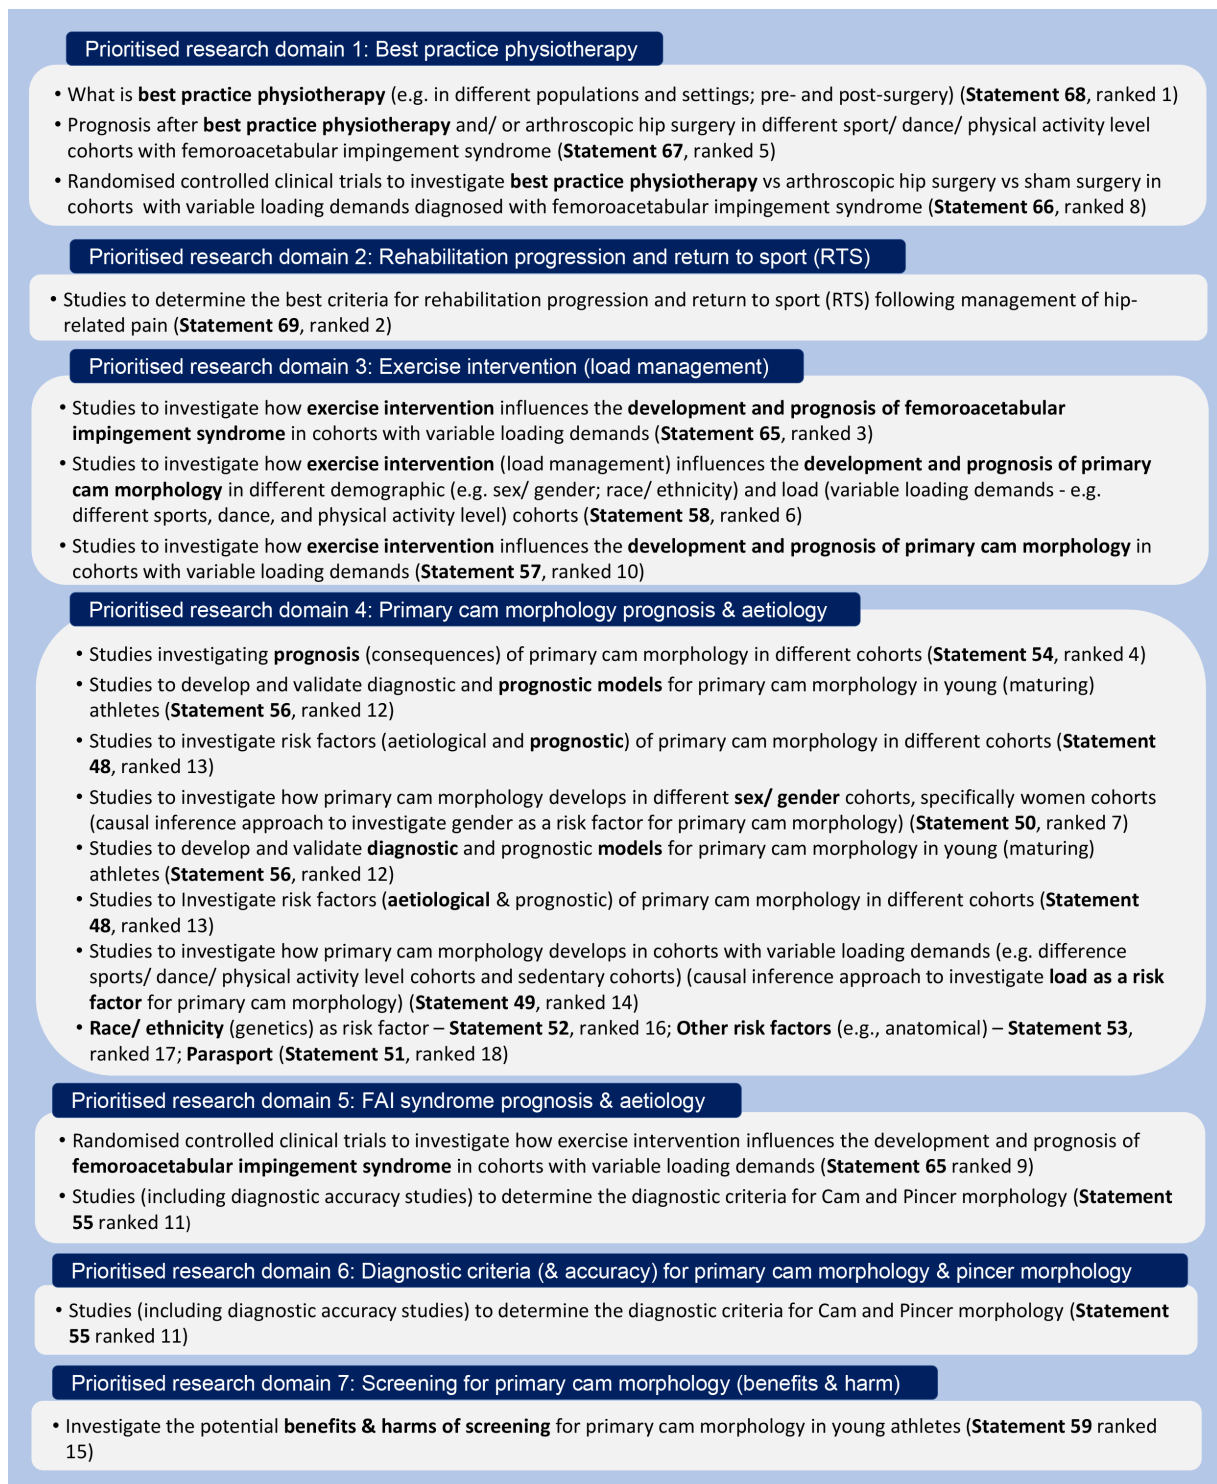 Prioritised research domain 1: Best practice physiotherapy
• What is best practice physiotherapy (e.g. in different populations and settings; pre- and post-surgery) (Statement 68, ranked 1)
• Prognosis after best practice physiotherapy and/ or arthroscopic hip surgery in different sport/ dance/ physical activity level
cohorts with femoroacetabular impingement syndrome (Statement 67, ranked 5)
• Randomised controlled clinical trials to investigate best practice physiotherapy vs arthroscopic hip surgery vs sham surgery in
cohorts with variable loading demands diagnosed with femoroacetabular impingement syndrome (Statement 66, ranked 8)
Prioritised research domain 2: Rehabilitation progression and return to sport (RTS)
• Studies to determine the best criteria for rehabilitation progression and return to sport (RTS) following management of hip-
related pain (Statement 69, ranked 2)
Prioritised research domain 3: Exercise intervention (load management)
• Studies to investigate how exercise intervention influences the development and prognosis of femoroacetabular
impingement syndrome in cohorts with variable loading demands (Statement 65, ranked 3)
• Studies to investigate how exercise intervention (load management) influences the development and prognosis of primary
cam morphology in different demographic (e.g. sex/ gender; race/ ethnicity) and load (variable loading demands - e.g.
different sports, dance, and physical activity level) cohorts (Statement 58, ranked 6)
• Studies to investigate how exercise intervention influences the development and prognosis of primary cam morphology in
cohorts with variable loading demands (Statement 57, ranked 10)
Prioritised research domain 4: Primary cam morphology prognosis & aetiology
• Studies investigating prognosis (consequences) of primary cam morphology in different cohorts (Statement 54, ranked 4)
• Studies to develop and validate diagnostic and prognostic models for primary cam morphology in young (maturing)
athletes (Statement 56, ranked 12)
• Studies to investigate risk factors (aetiological and prognostic) of primary cam morphology in different cohorts (Statement
48, ranked 13)
• Studies to investigate how primary cam morphology develops in different sex/ gender cohorts, specifically women cohorts
(causal inference approach to investigate gender as a risk factor for primary cam morphology) (Statement 50, ranked 7)
• Studies to develop and validate diagnostic and prognostic models for primary cam morphology in young (maturing)
athletes (Statement 56, ranked 12)
• Studies to Investigate risk factors (aetiological & prognostic) of primary cam morphology in different cohorts (Statement
48, ranked 13)
• Studies to investigate how primary cam morphology develops in cohorts with variable loading demands (e.g. difference
sports/ dance/ physical activity level cohorts and sedentary cohorts) (causal inference approach to investigate load as a risk
factor for primary cam morphology) (Statement 49, ranked 14)
• Race/ ethnicity (genetics) as risk factor – Statement 52, ranked 16; Other risk factors (e.g., anatomical) – Statement 53,
ranked 17; Parasport (Statement 51, ranked 18)
Prioritised research domain 5: FAI syndrome prognosis & aetiology
• Randomised controlled clinical trials to investigate how exercise intervention influences the development and prognosis of
femoroacetabular impingement syndrome in cohorts with variable loading demands (Statement 65 ranked 9)
• Studies (including diagnostic accuracy studies) to determine the diagnostic criteria for Cam and Pincer morphology (Statement
55 ranked 11)
Prioritised research domain 6: Diagnostic criteria (& accuracy) for primary cam morphology & pincer morphology
• Studies (including diagnostic accuracy studies) to determine the diagnostic criteria for Cam and Pincer morphology (Statement
55 ranked 11)
Prioritised research domain 7: Screening for primary cam morphology (benefits & harm)
• Investigate the potential benefits & harms of screening for primary cam morphology in young athletes (Statement 59 ranked
15)